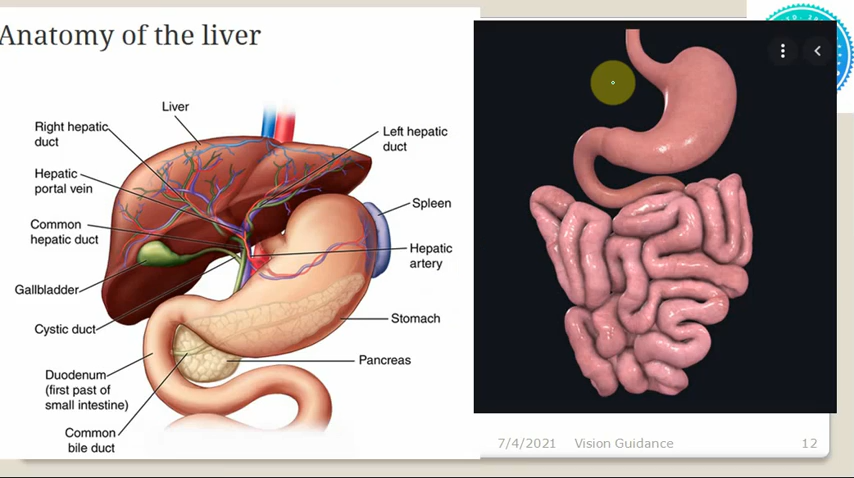 Anatomy of the liver
Liver
Right hepatic
duct
Left hepatic
duct
Hepatic
portal vein
Spleen
Common
hepatic duct
Hepatic
artery
Gallbladder
Stomach
Cystic duct
Pancreas
Duodenum
(first past of
small intestine)
Common
bile duct
7/4/2021 Vision Guidance 12